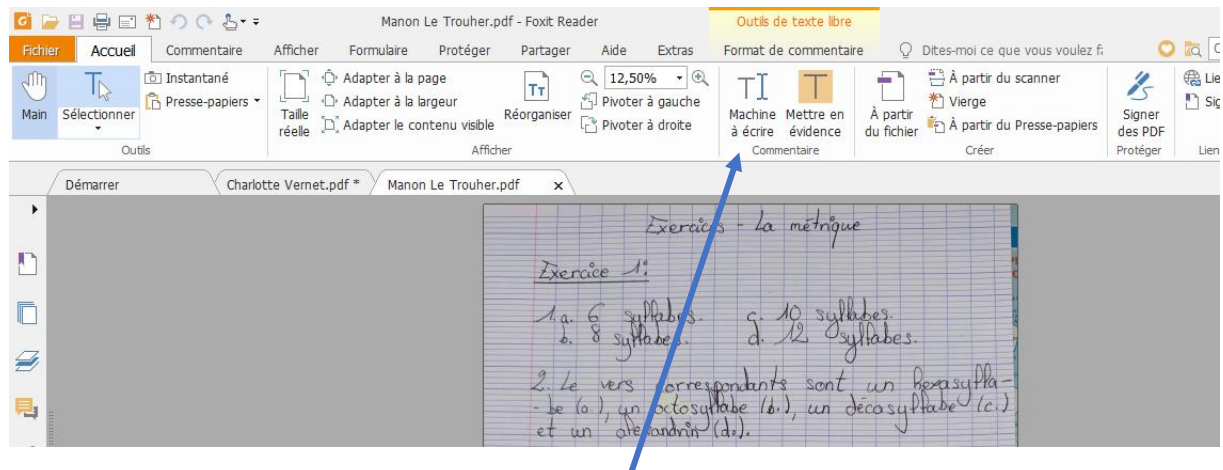 Manon Le Trouher.pdf - Foxit Reader
Outils de texte libre
Fichier Accueil Commentaire Afficher Formulaire Protéger Partager Aide Extras Format de commentaire Dites-moi ce que vous voulez
Main
Sélectionner
Instantané
Presse-papiers
Outils
Taille réelle
Adapter à la page
Adapter à la largeur
Adapter le contenu visible
Réorganiser
12,50%
Pivoter à gauche
Pivoter à droite
Afficher
Machine à écrire
Mettre en évidence
Commentaire
À partir du fichier
À partir du scanner
Vierge
À partir du Presse-papiers
Créer
Signer des PDF
Protéger
Lie
Sig
Lien
Démarrer Charlotte Vernet.pdf * Manon Le Trouher.pdf x
Exercices - La métrique
Exercice 1:
1.a. 6 syllabes. c. 10 syllabes.
b. 8 syllabes. d. 12 syllabes.
2. Le vers correspondants sont un hexasylla-
-be (a.), un octosyllabe (b.), un décasyllabe (c.)
et un alexandrin (d.).